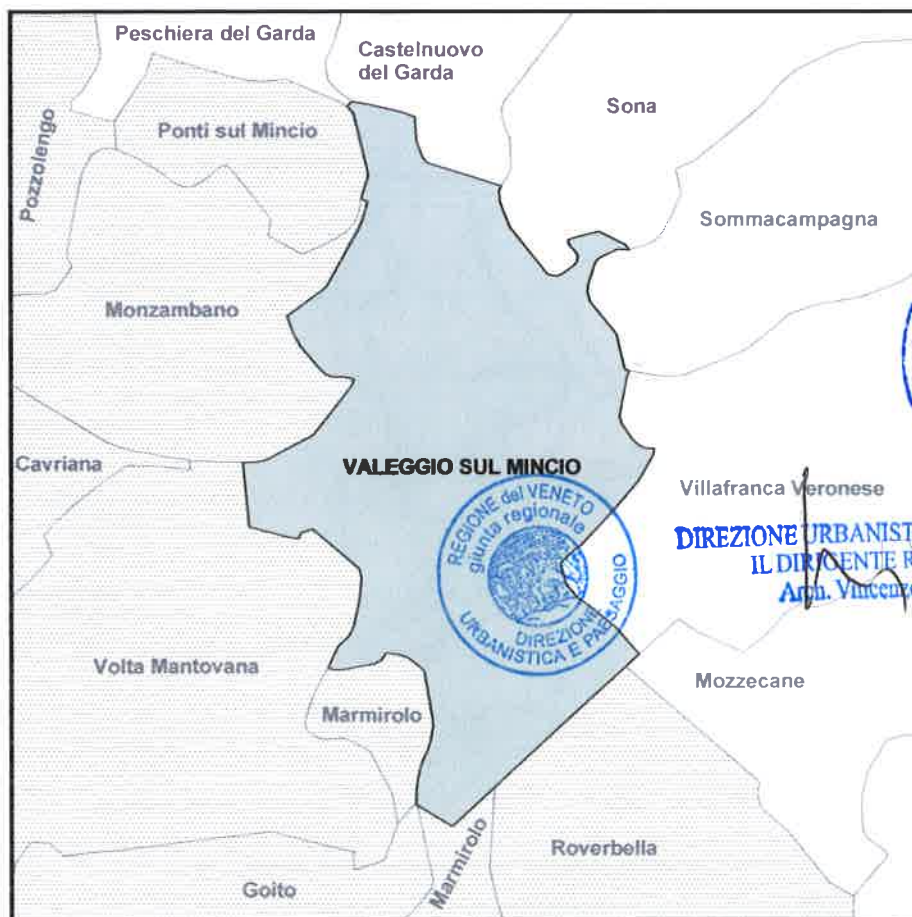 Peschiera del Garda
Castelnuovo
del Garda
Sona
Ponti sul Mincio
Pozzolengo
Sommacampagna
Monzambano
Cavriana
VALEGGIO SUL MINCIO
Villafranca Veronese
REGIONE del VENETO
giunta regionale
DIREZIONE
URBANISTICA E PAESAGGIO
DIREZIONE URBANIST
IL DIRIGENTE R
Arch. Vincenzo
Volta Mantovana
Mozzecane
Marmirolo
Marmirolo
Roverbella
Goito